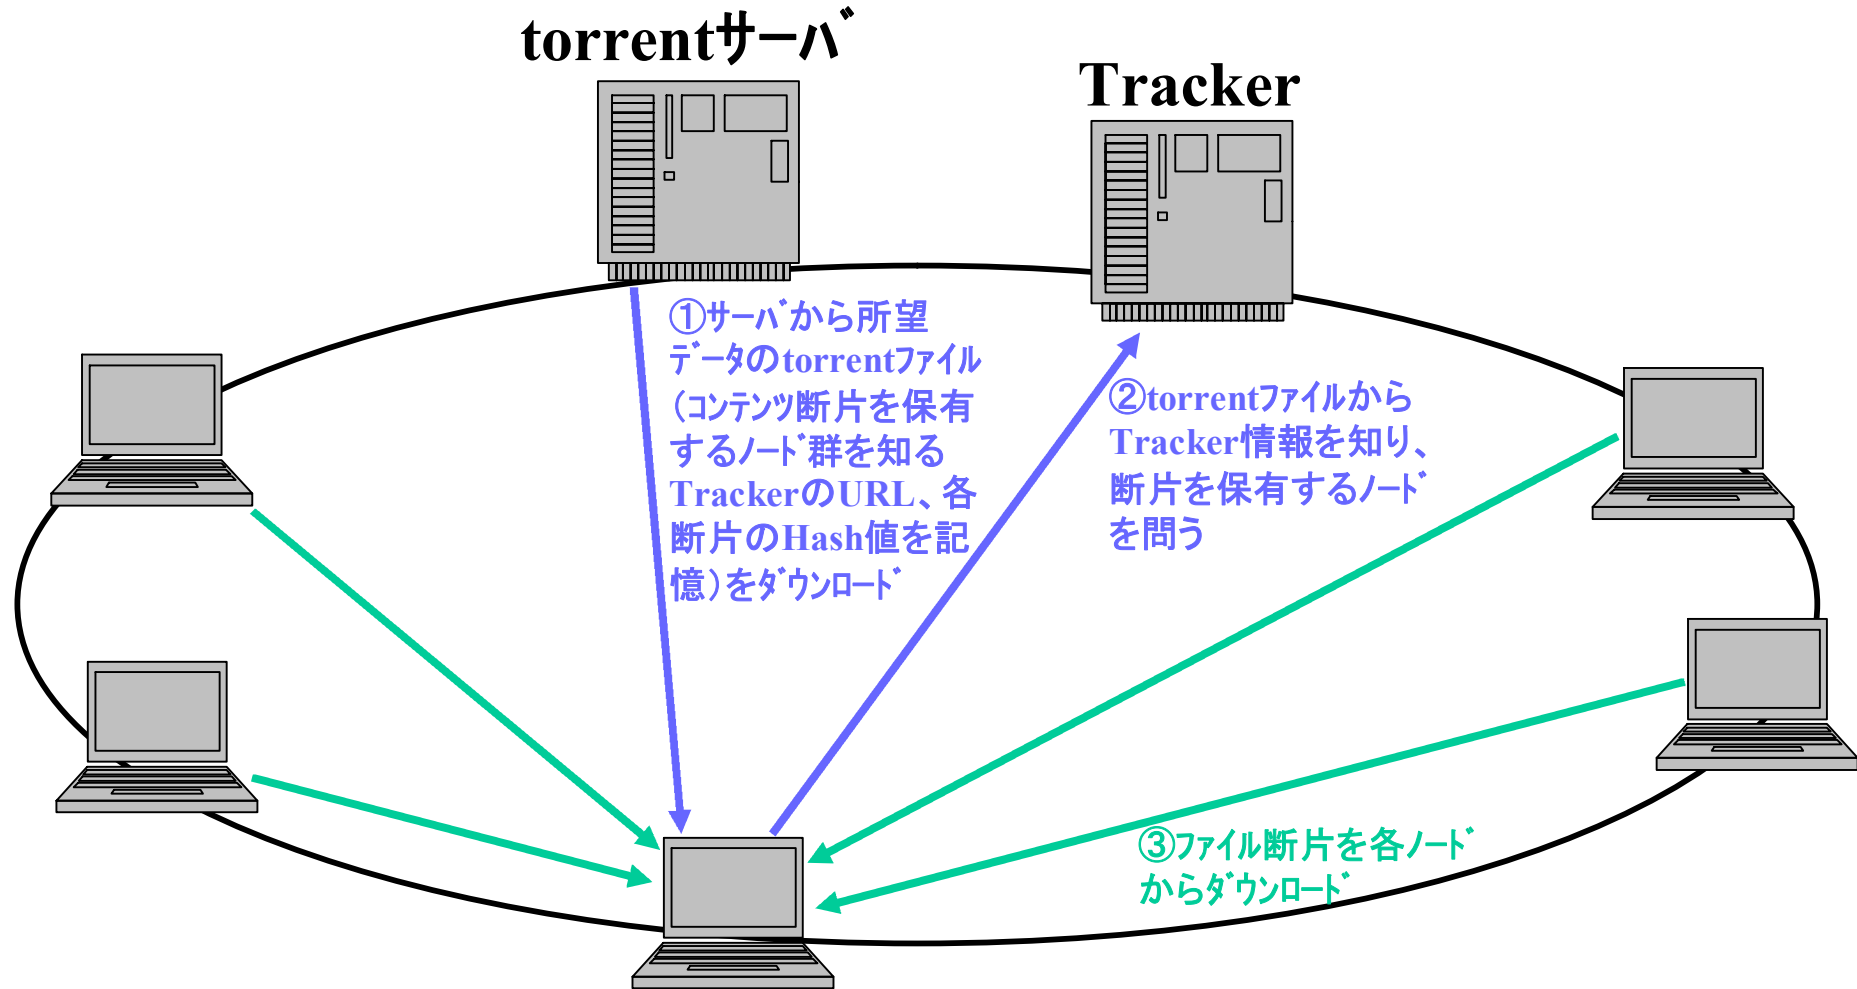 torrentサーバ
Tracker
①サーバから所望
データのtorrentファイル
（コンテンツ断片を保有
するノード群を知る
TrackerのURL、各
断片のHash値を記
憶）をダウンロード
②torrentファイルから
Tracker情報を知り、
断片を保有するノード
を問う
③ファイル断片を各ノード
からダウンロード